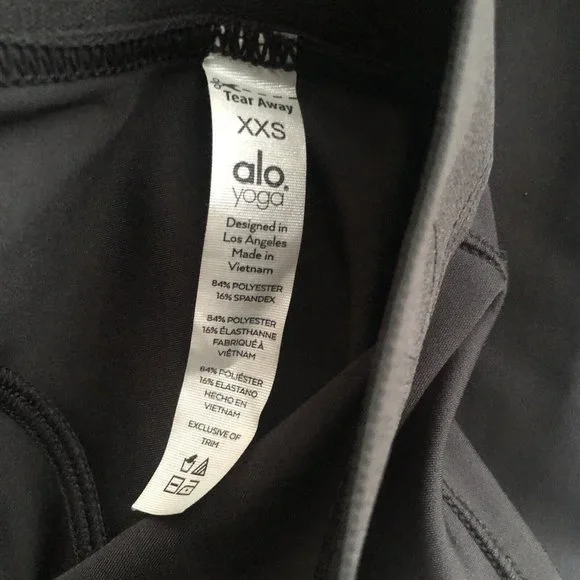 Tear Away
XXS
alo.
yoga
Designed in
Los Angeles
Made in
Vietnam
84% POLYESTER
16% SPANDEX
84% POLYESTER
16% ÉLASTHANNE
FABRIQUÉ À
VIÊTNAM
84% POLIÉSTER
16% ELASTANO
HECHO EN
VIETNAM
EXCLUSIVE OF
TRIM